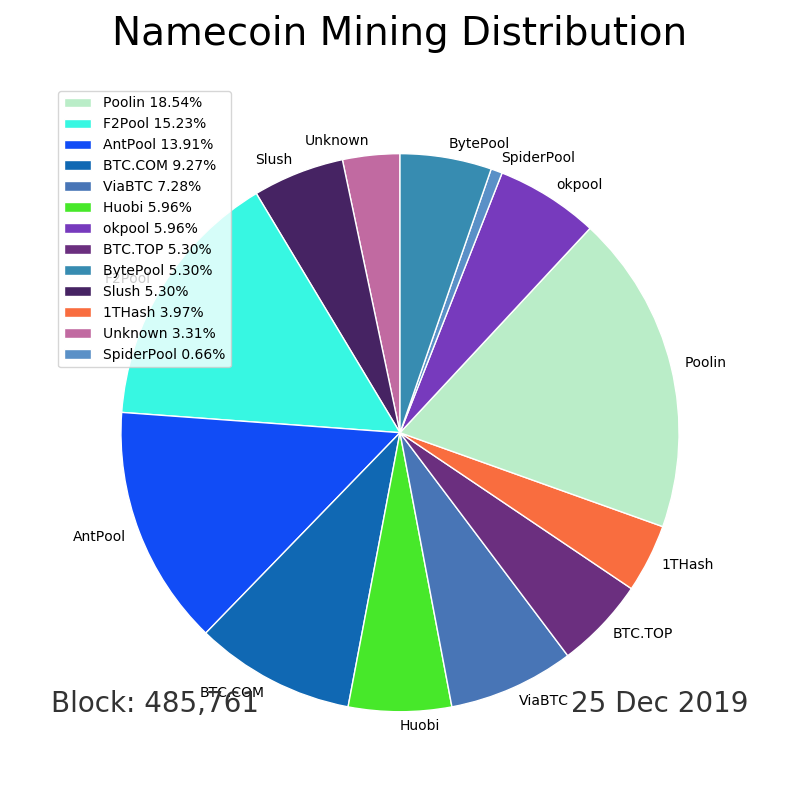 Namecoin Mining Distribution
Poolin 18.54%
F2Pool 15.23%
AntPool 13.91%
BTC.COM 9.27%
ViaBTC 7.28%
Huobi 5.96%
okpool 5.96%
BTC.TOP 5.30%
BytePool 5.30%
Slush 5.30%
1THash 3.97%
Unknown 3.31%
SpiderPool 0.66%
Unknown
BytePool
SpiderPool
Slush
okpool
F2Pool
Poolin
AntPool
1THash
BTC.TOP
BTC.COM
ViaBTC
Huobi
Block: 485,761
25 Dec 2019